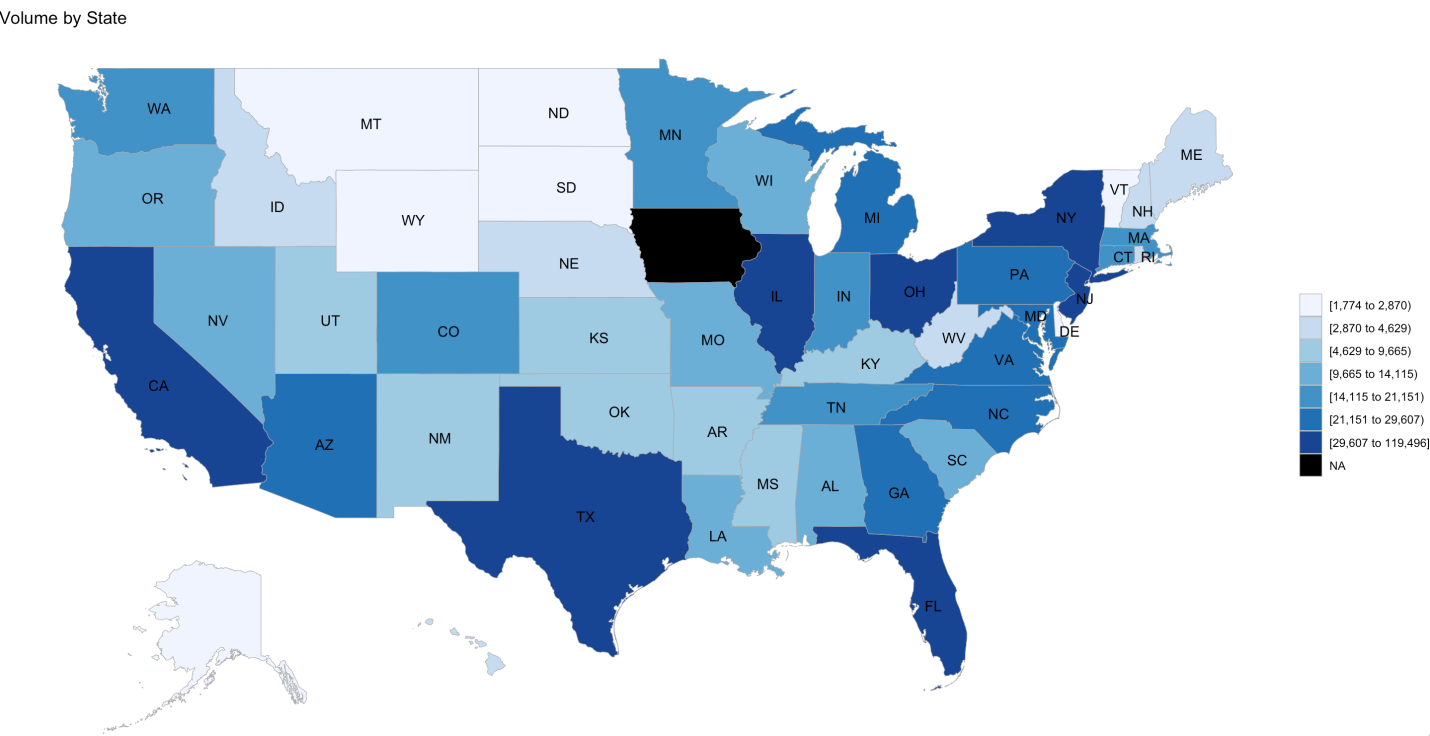 Volume by State
WA
MT
ND
MN
ME
OR
ID
WY
SD
WI
MI
NY
VT
NH
MA
CT
RI
NE
IL
IN
OH
PA
NJ
NV
UT
CO
KS
MO
KY
WV
MD
DE
VA
CA
AZ
NM
OK
AR
TN
NC
SC
MS
AL
GA
TX
LA
FL
[1,774 to 2,870)
[2,870 to 4,629)
[4,629 to 9,665)
[9,665 to 14,115)
[14,115 to 21,151)
[21,151 to 29,607)
[29,607 to 119,496]
NA